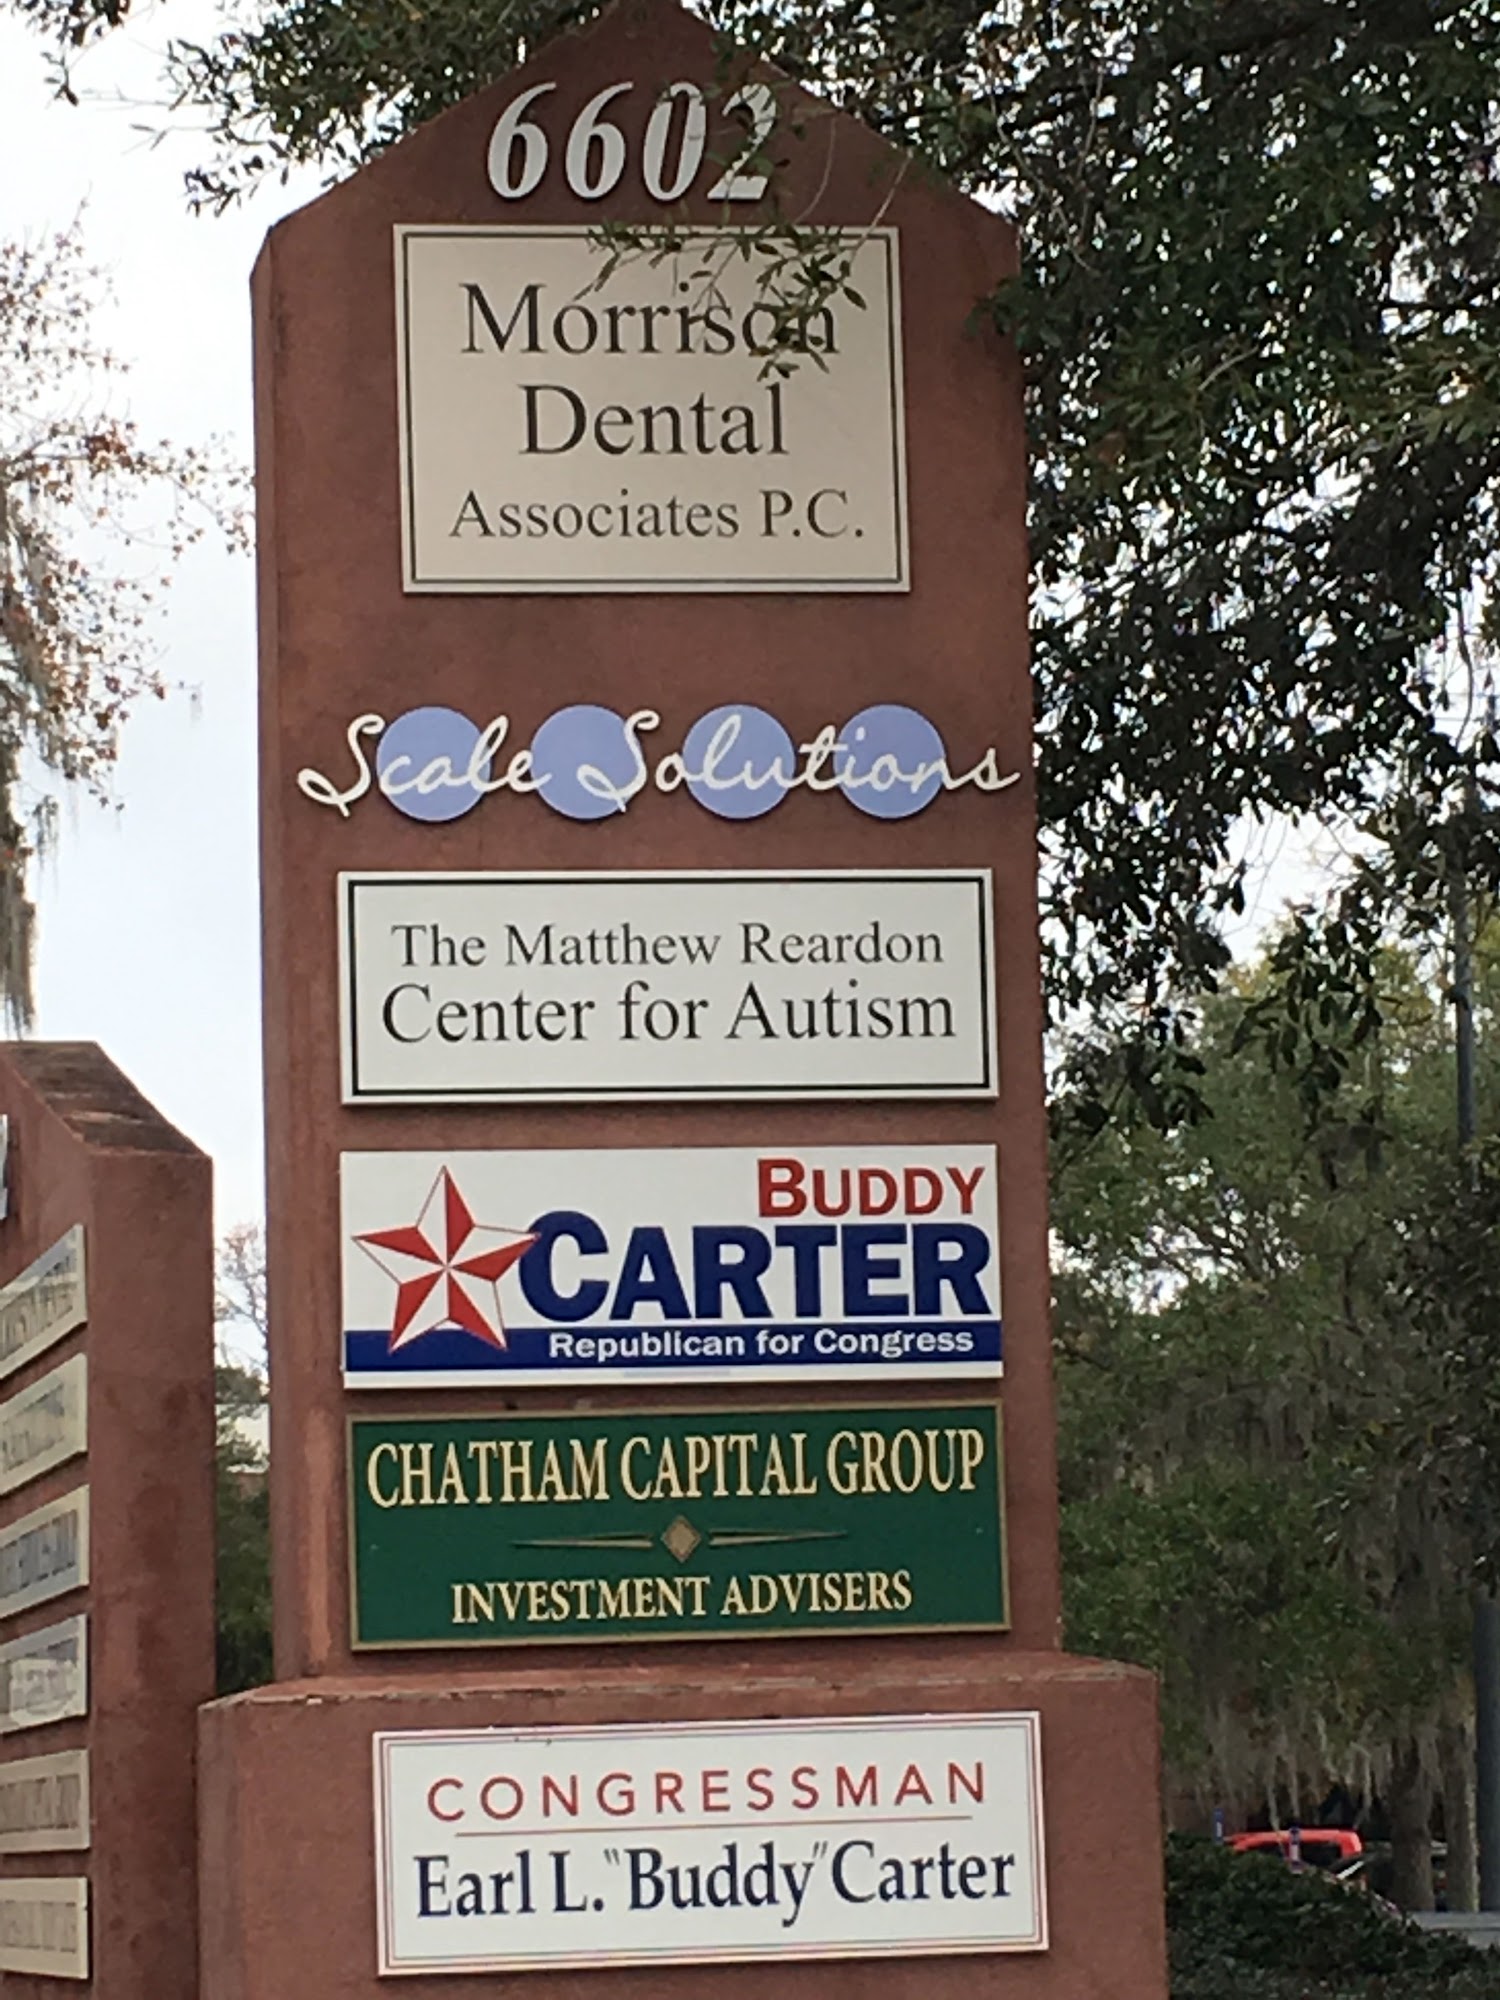 6602
Morrison
Dental
Associates P.C.
Scale Solutions
The Matthew Reardon
Center for Autism
BUDDY
CARTER
Republican for Congress
CHATHAM CAPITAL GROUP
INVESTMENT ADVISERS
CONGRESSMAN
Earl L. "Buddy" Carter